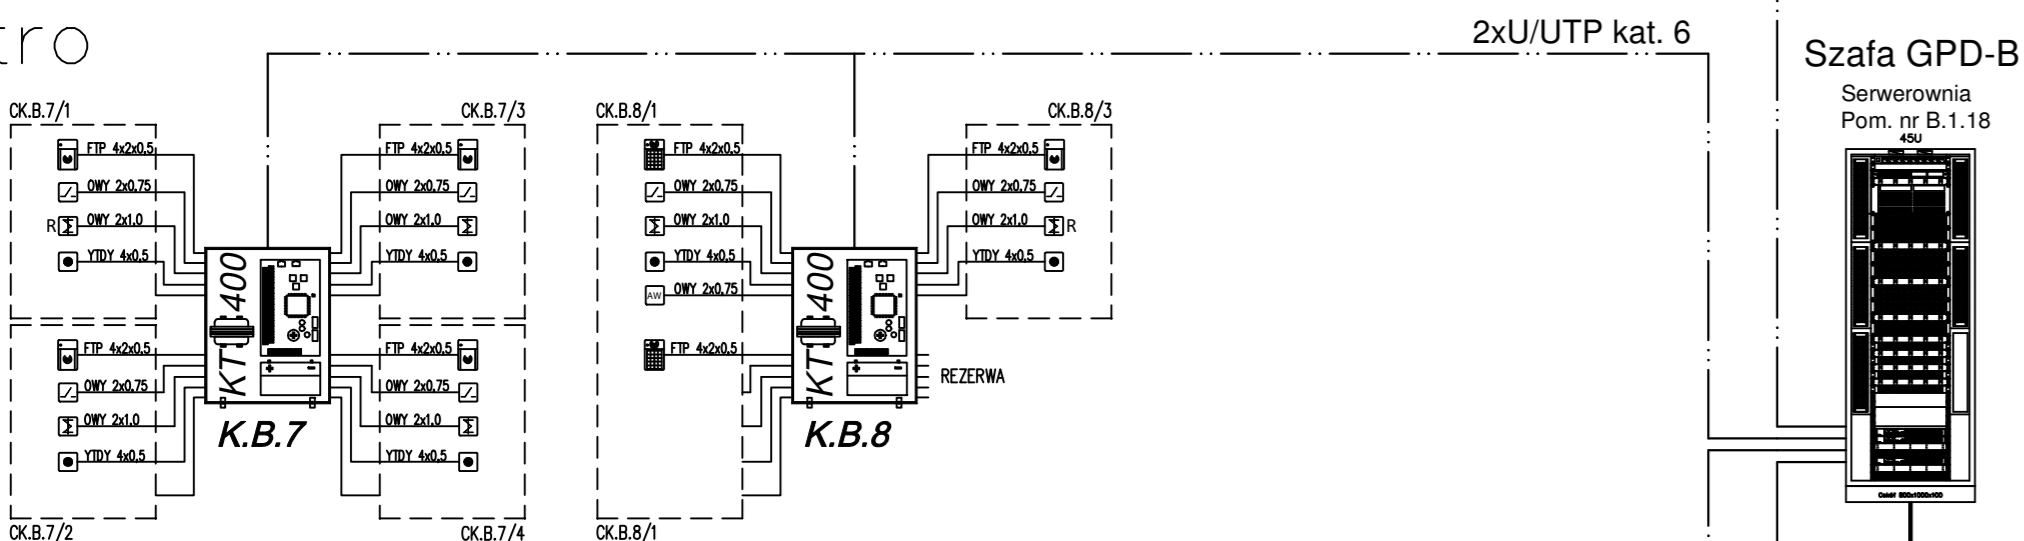 tro
2xU/UTP kat. 6
Szafa GPD-B
Serwerownia
Pom. nr B.1.18
45U
CK.B.7/1
FTP 4x2x0,5
OWY 2x0,75
R OWY 2x1,0
YTDY 4x0,5
CK.B.7/3
FTP 4x2x0,5
OWY 2x0,75
OWY 2x1,0
YTDY 4x0,5
KT 400
+ -
K.B.7
FTP 4x2x0,5
OWY 2x0,75
OWY 2x1,0
YTDY 4x0,5
CK.B.7/2
FTP 4x2x0,5
OWY 2x0,75
OWY 2x1,0
YTDY 4x0,5
CK.B.7/4
CK.B.8/1
FTP 4x2x0,5
OWY 2x0,75
OWY 2x1,0
YTDY 4x0,5
AW OWY 2x0,75
FTP 4x2x0,5
CK.B.8/1
CK.B.8/3
FTP 4x2x0,5
OWY 2x0,75
OWY 2x1,0 R
YTDY 4x0,5
KT 400
+ -
REZERWA
K.B.8
Cokół 800x1000x100